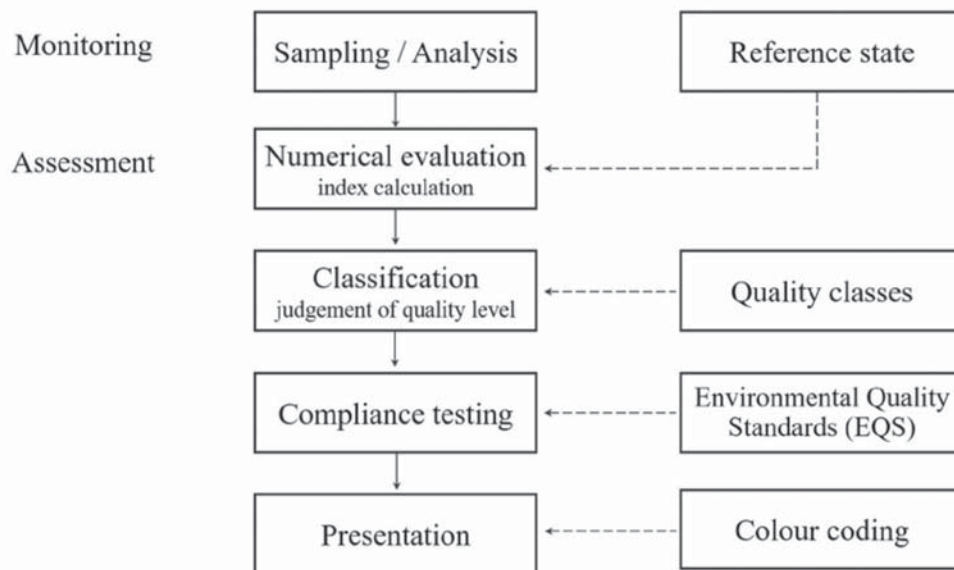 Monitoring
Sampling / Analysis
Reference state
Assessment
Numerical evaluation
index calculation
Classification
judgement of quality level
Quality classes
Compliance testing
Environmental Quality
Standards (EQS)
Presentation
Colour coding